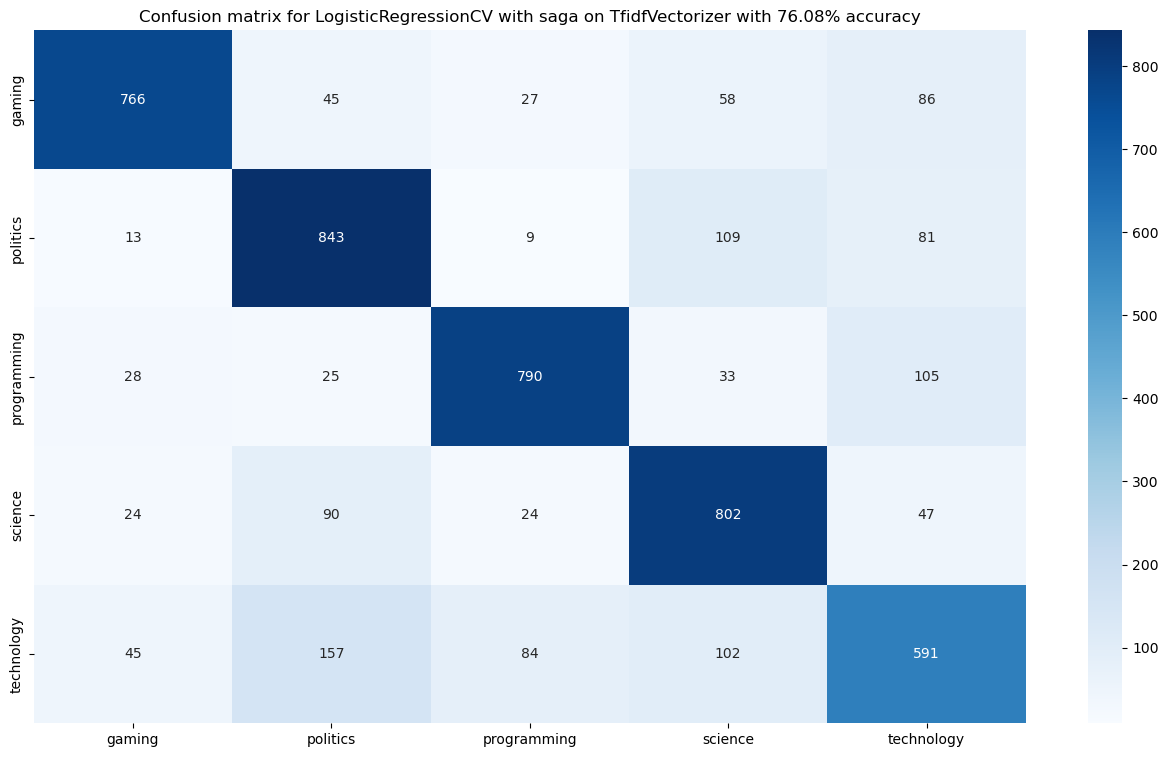 Confusion matrix for LogisticRegressionCV with saga on TfidfVectorizer with 76.08% accuracy
gaming 766 45 27 58 86
politics 13 843 9 109 81
programming 28 25 790 33 105
science 24 90 24 802 47
technology 45 157 84 102 591
gaming politics programming science technology
800
700
600
500
400
300
200
100